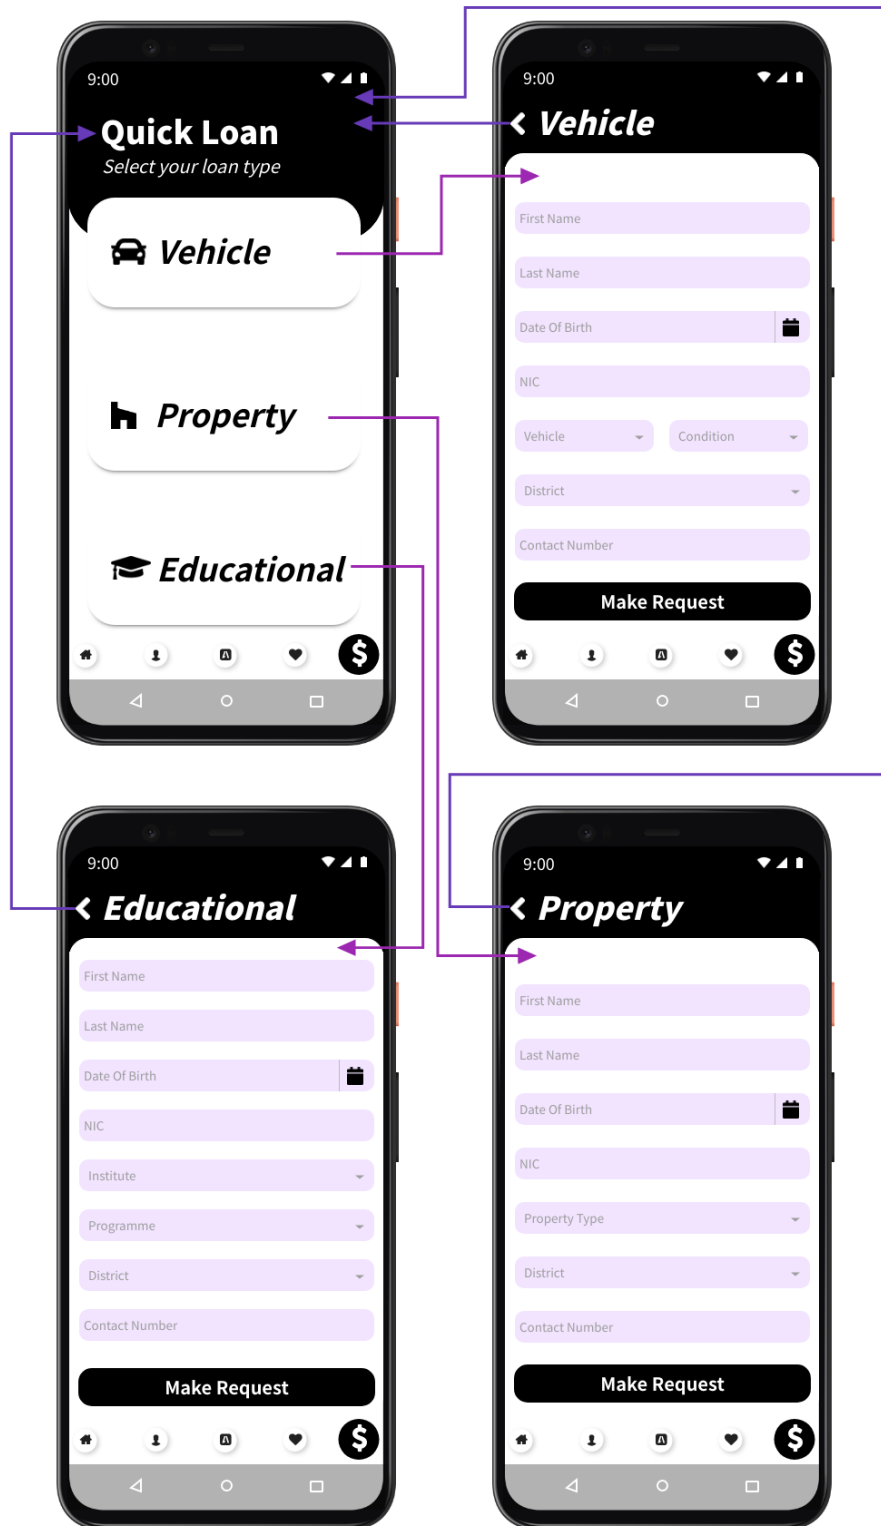 9:00
Quick Loan
Select your loan type
Vehicle
Property
Educational
$
9:00
Vehicle
First Name
Last Name
Date Of Birth
NIC
Vehicle
Condition
District
Contact Number
Make Request
$
9:00
Educational
First Name
Last Name
Date Of Birth
NIC
Institute
Programme
District
Contact Number
Make Request
$
9:00
Property
First Name
Last Name
Date Of Birth
NIC
Property Type
District
Contact Number
Make Request
$